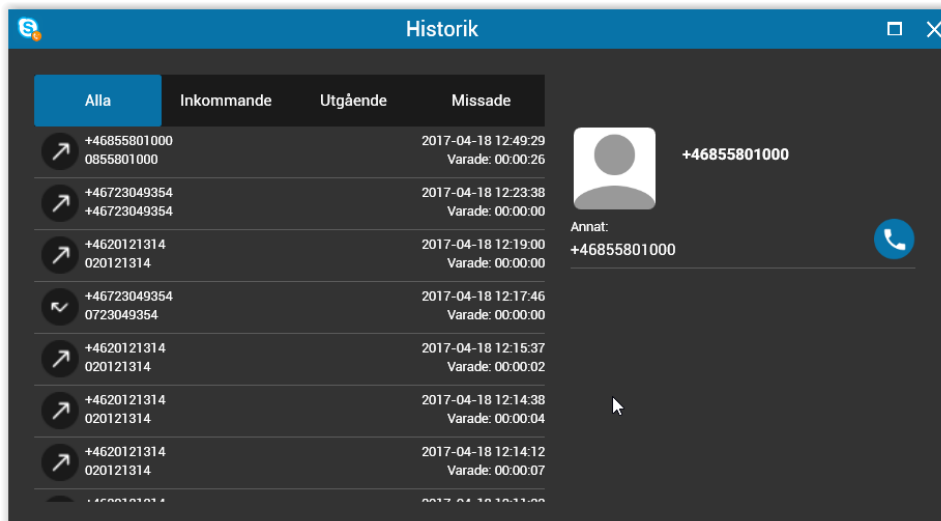 Historik
Alla Inkommande Utgående Missade
+46855801000 2017-04-18 12:49:29
0855801000 Varade: 00:00:26
+46723049354 2017-04-18 12:23:38
+46723049354 Varade: 00:00:00
+4620121314 2017-04-18 12:19:00
020121314 Varade: 00:00:00
+46723049354 2017-04-18 12:17:46
0723049354 Varade: 00:00:00
+4620121314 2017-04-18 12:15:37
020121314 Varade: 00:00:02
+4620121314 2017-04-18 12:14:38
020121314 Varade: 00:00:04
+4620121314 2017-04-18 12:14:12
020121314 Varade: 00:00:07
+46855801000
Annat:
+46855801000